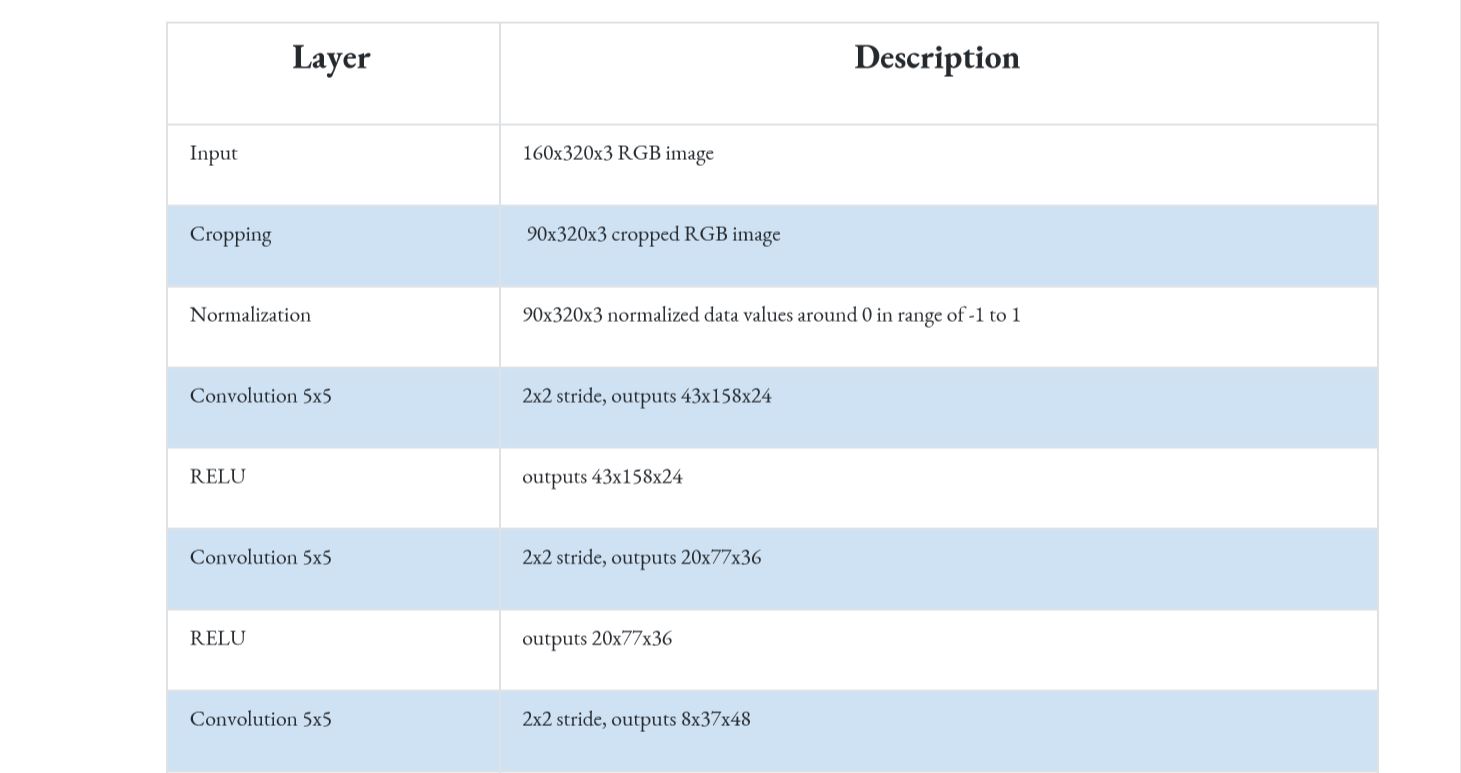 Layer Description
Input 160x320x3 RGB image
Cropping 90x320x3 cropped RGB image
Normalization 90x320x3 normalized data values around 0 in range of -1 to 1
Convolution 5x5 2x2 stride, outputs 43x158x24
RELU outputs 43x158x24
Convolution 5x5 2x2 stride, outputs 20x77x36
RELU outputs 20x77x36
Convolution 5x5 2x2 stride, outputs 8x37x48